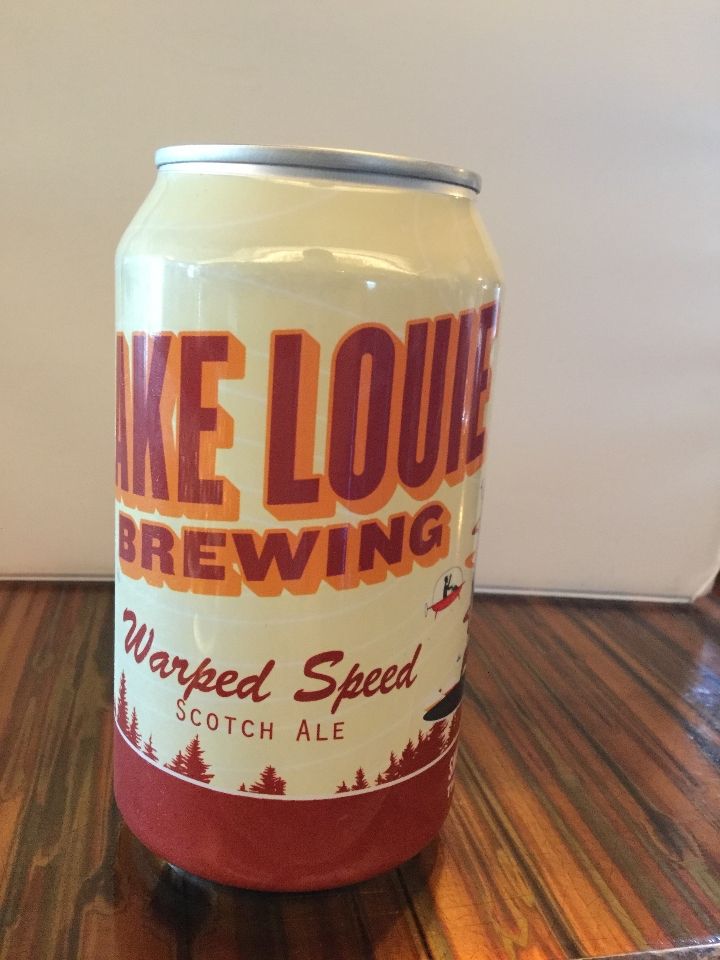 AKE LOUIE
BREWING
Warped Speed
SCOTCH ALE